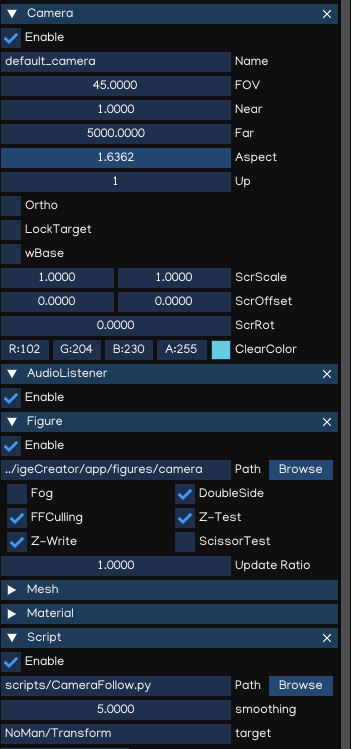 Camera
Enable
default_camera Name
45.0000 FOV
1.0000 Near
5000.0000 Far
1.6362 Aspect
1 Up
Ortho
LockTarget
wBase
1.0000 1.0000 ScrScale
0.0000 0.0000 ScrOffset
0.0000 ScrRot
R:102 G:204 B:230 A:255 ClearColor
AudioListener
Enable
Figure
Enable
../igeCreator/app/figures/camera Path Browse
Fog DoubleSide
FFCulling Z-Test
Z-Write ScissorTest
1.0000 Update Ratio
Mesh
Material
Script
Enable
scripts/CameraFollow.py Path Browse
5.0000 smoothing
NoMan/Transform target